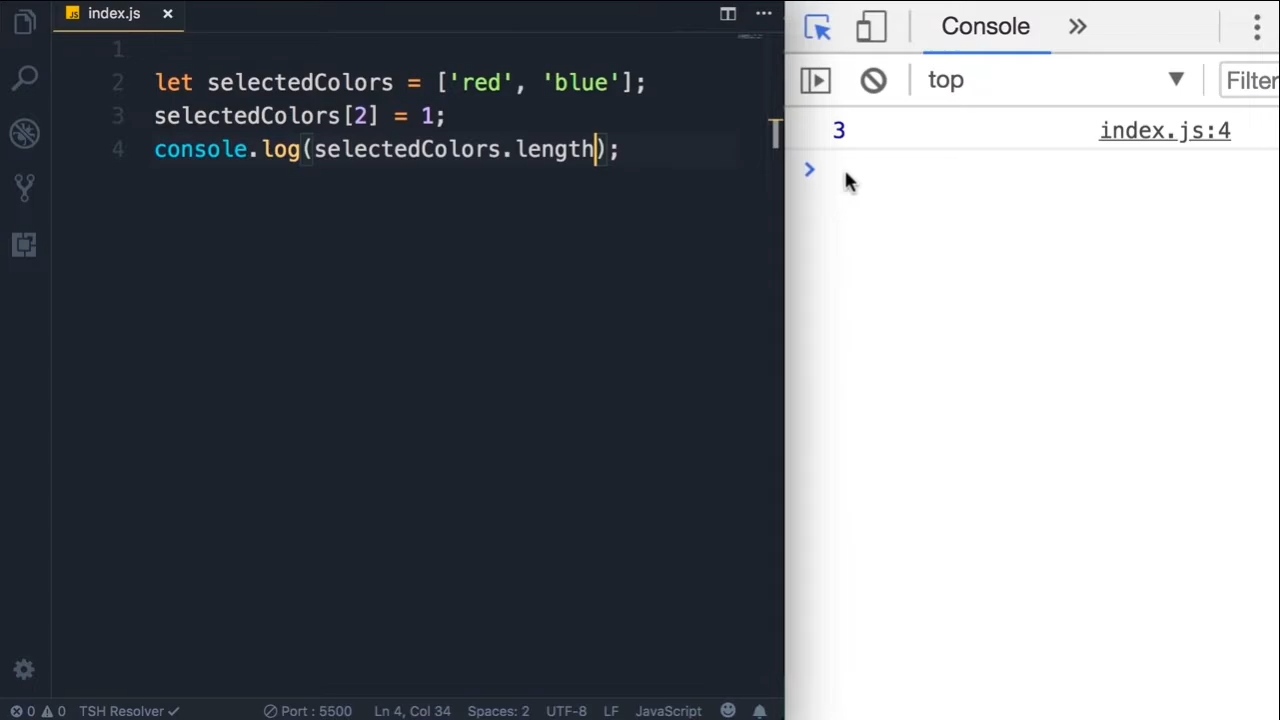 JS index.js ×
Console »
top ▼ Filter
1
2 let selectedColors = ['red', 'blue'];
3 selectedColors[2] = 1;
4 console.log(selectedColors.length);
3 index.js:4
>
0 0 TSH Resolver ✓ Port : 5500 Ln 4, Col 34 Spaces: 2 UTF-8 LF JavaScript